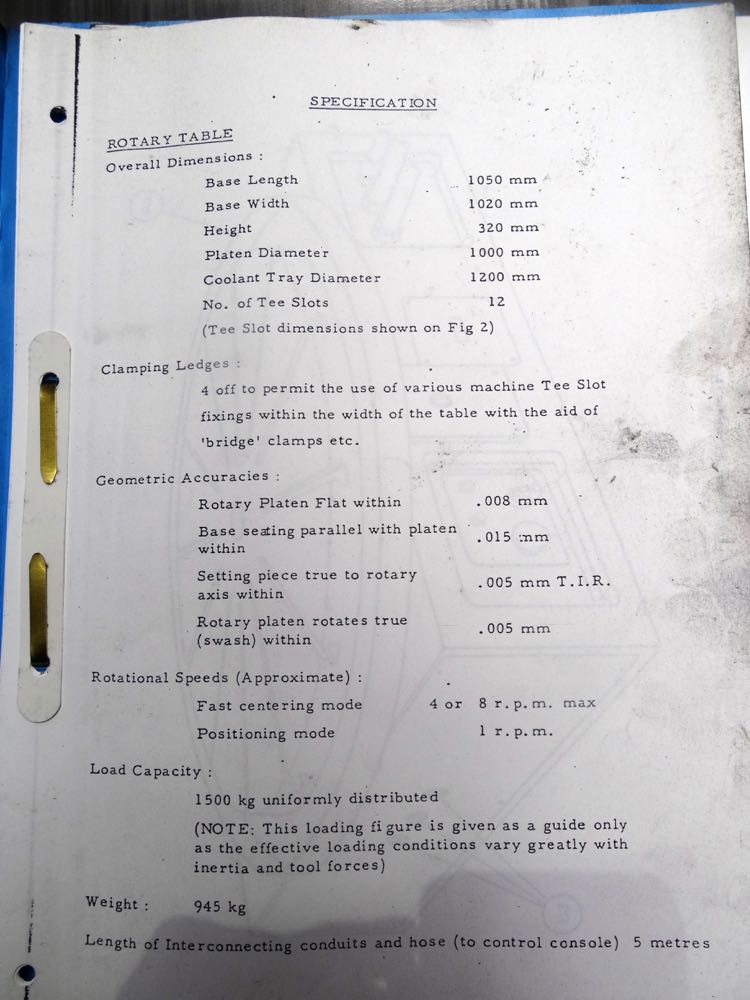 SPECIFICATION
ROTARY TABLE
Overall Dimensions :
Base Length 1050 mm
Base Width 1020 mm
Height 320 mm
Platen Diameter 1000 mm
Coolant Tray Diameter 1200 mm
No. of Tee Slots 12
(Tee Slot dimensions shown on Fig 2)
Clamping Ledges :
4 off to permit the use of various machine Tee Slot
fixings within the width of the table with the aid of
'bridge' clamps etc.
Geometric Accuracies :
Rotary Platen Flat within .008 mm
Base seating parallel with platen
within .015 mm
Setting piece true to rotary
axis within .005 mm T.I.R.
Rotary platen rotates true
(swash) within .005 mm
Rotational Speeds (Approximate) :
Fast centering mode 4 or 8 r.p.m. max
Positioning mode 1 r.p.m.
Load Capacity :
1500 kg uniformly distributed
(NOTE: This loading figure is given as a guide only
as the effective loading conditions vary greatly with
inertia and tool forces)
Weight : 945 kg
Length of Interconnecting conduits and hose (to control console) 5 metres